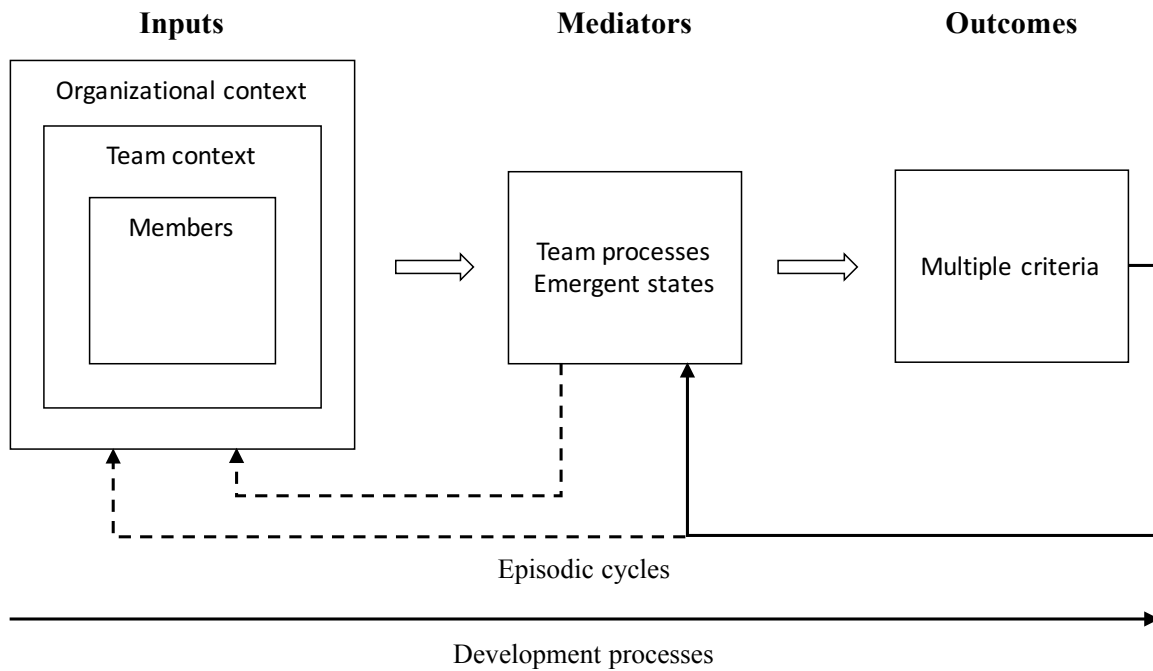 Inputs
Mediators
Outcomes
Organizational context
Team context
Members
Team processes
Emergent states
Multiple criteria
Episodic cycles
Development processes